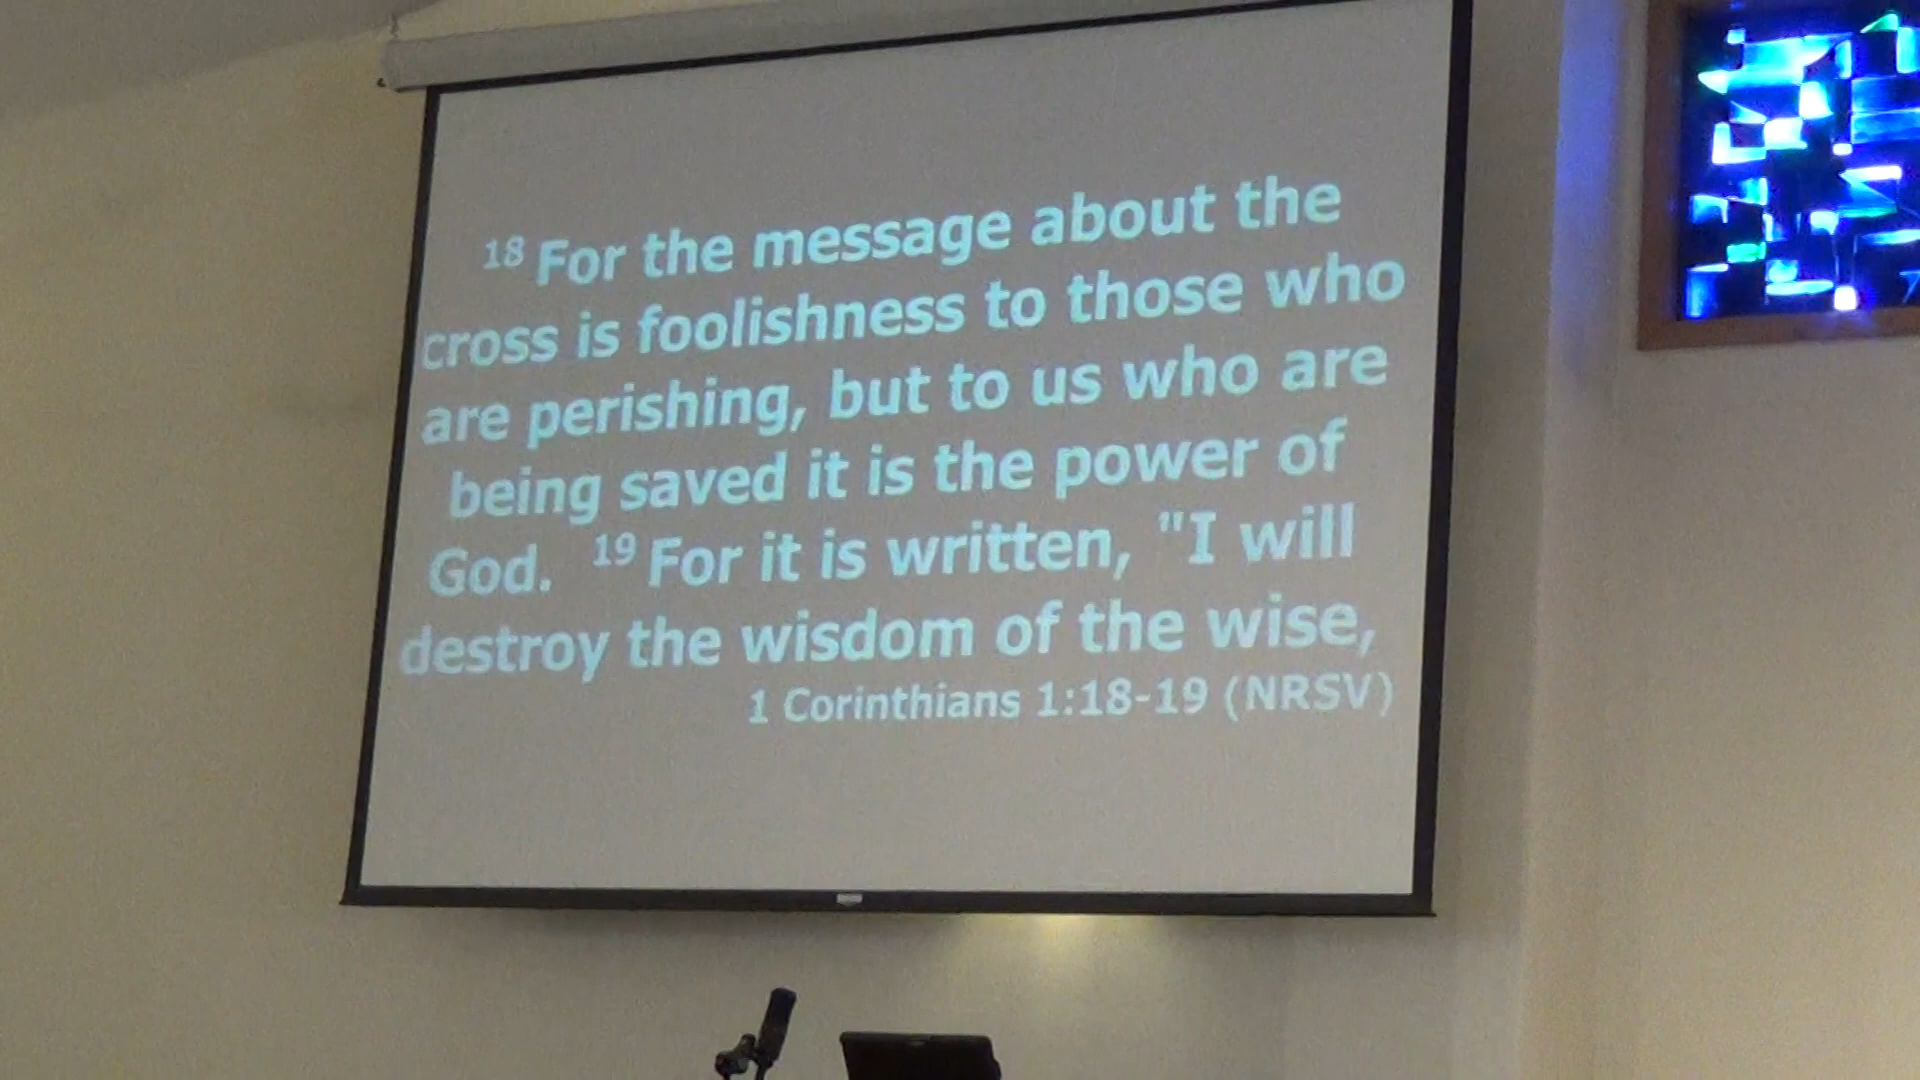 18 For the message about the
cross is foolishness to those who
are perishing, but to us who are
being saved it is the power of
God. 19 For it is written, "I will
destroy the wisdom of the wise,
1 Corinthians 1:18-19 (NRSV)